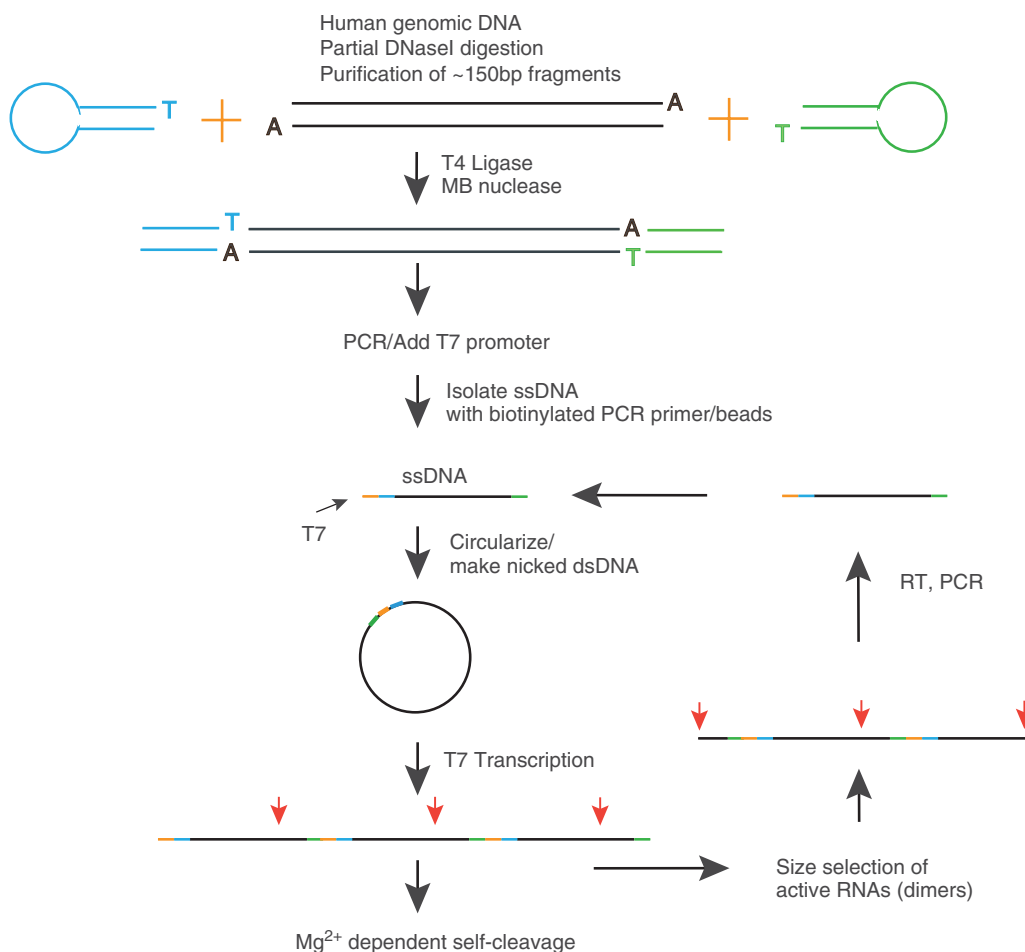 Human genomic DNA
Partial DNaseI digestion
Purification of ~150bp fragments
T
A
A
T
T4 Ligase
MB nuclease
T
A
A
T
PCR/Add T7 promoter
Isolate ssDNA
with biotinylated PCR primer/beads
ssDNA
T7
Circularize/
make nicked dsDNA
RT, PCR
T7 Transcription
Size selection of
active RNAs (dimers)
Mg2+ dependent self-cleavage